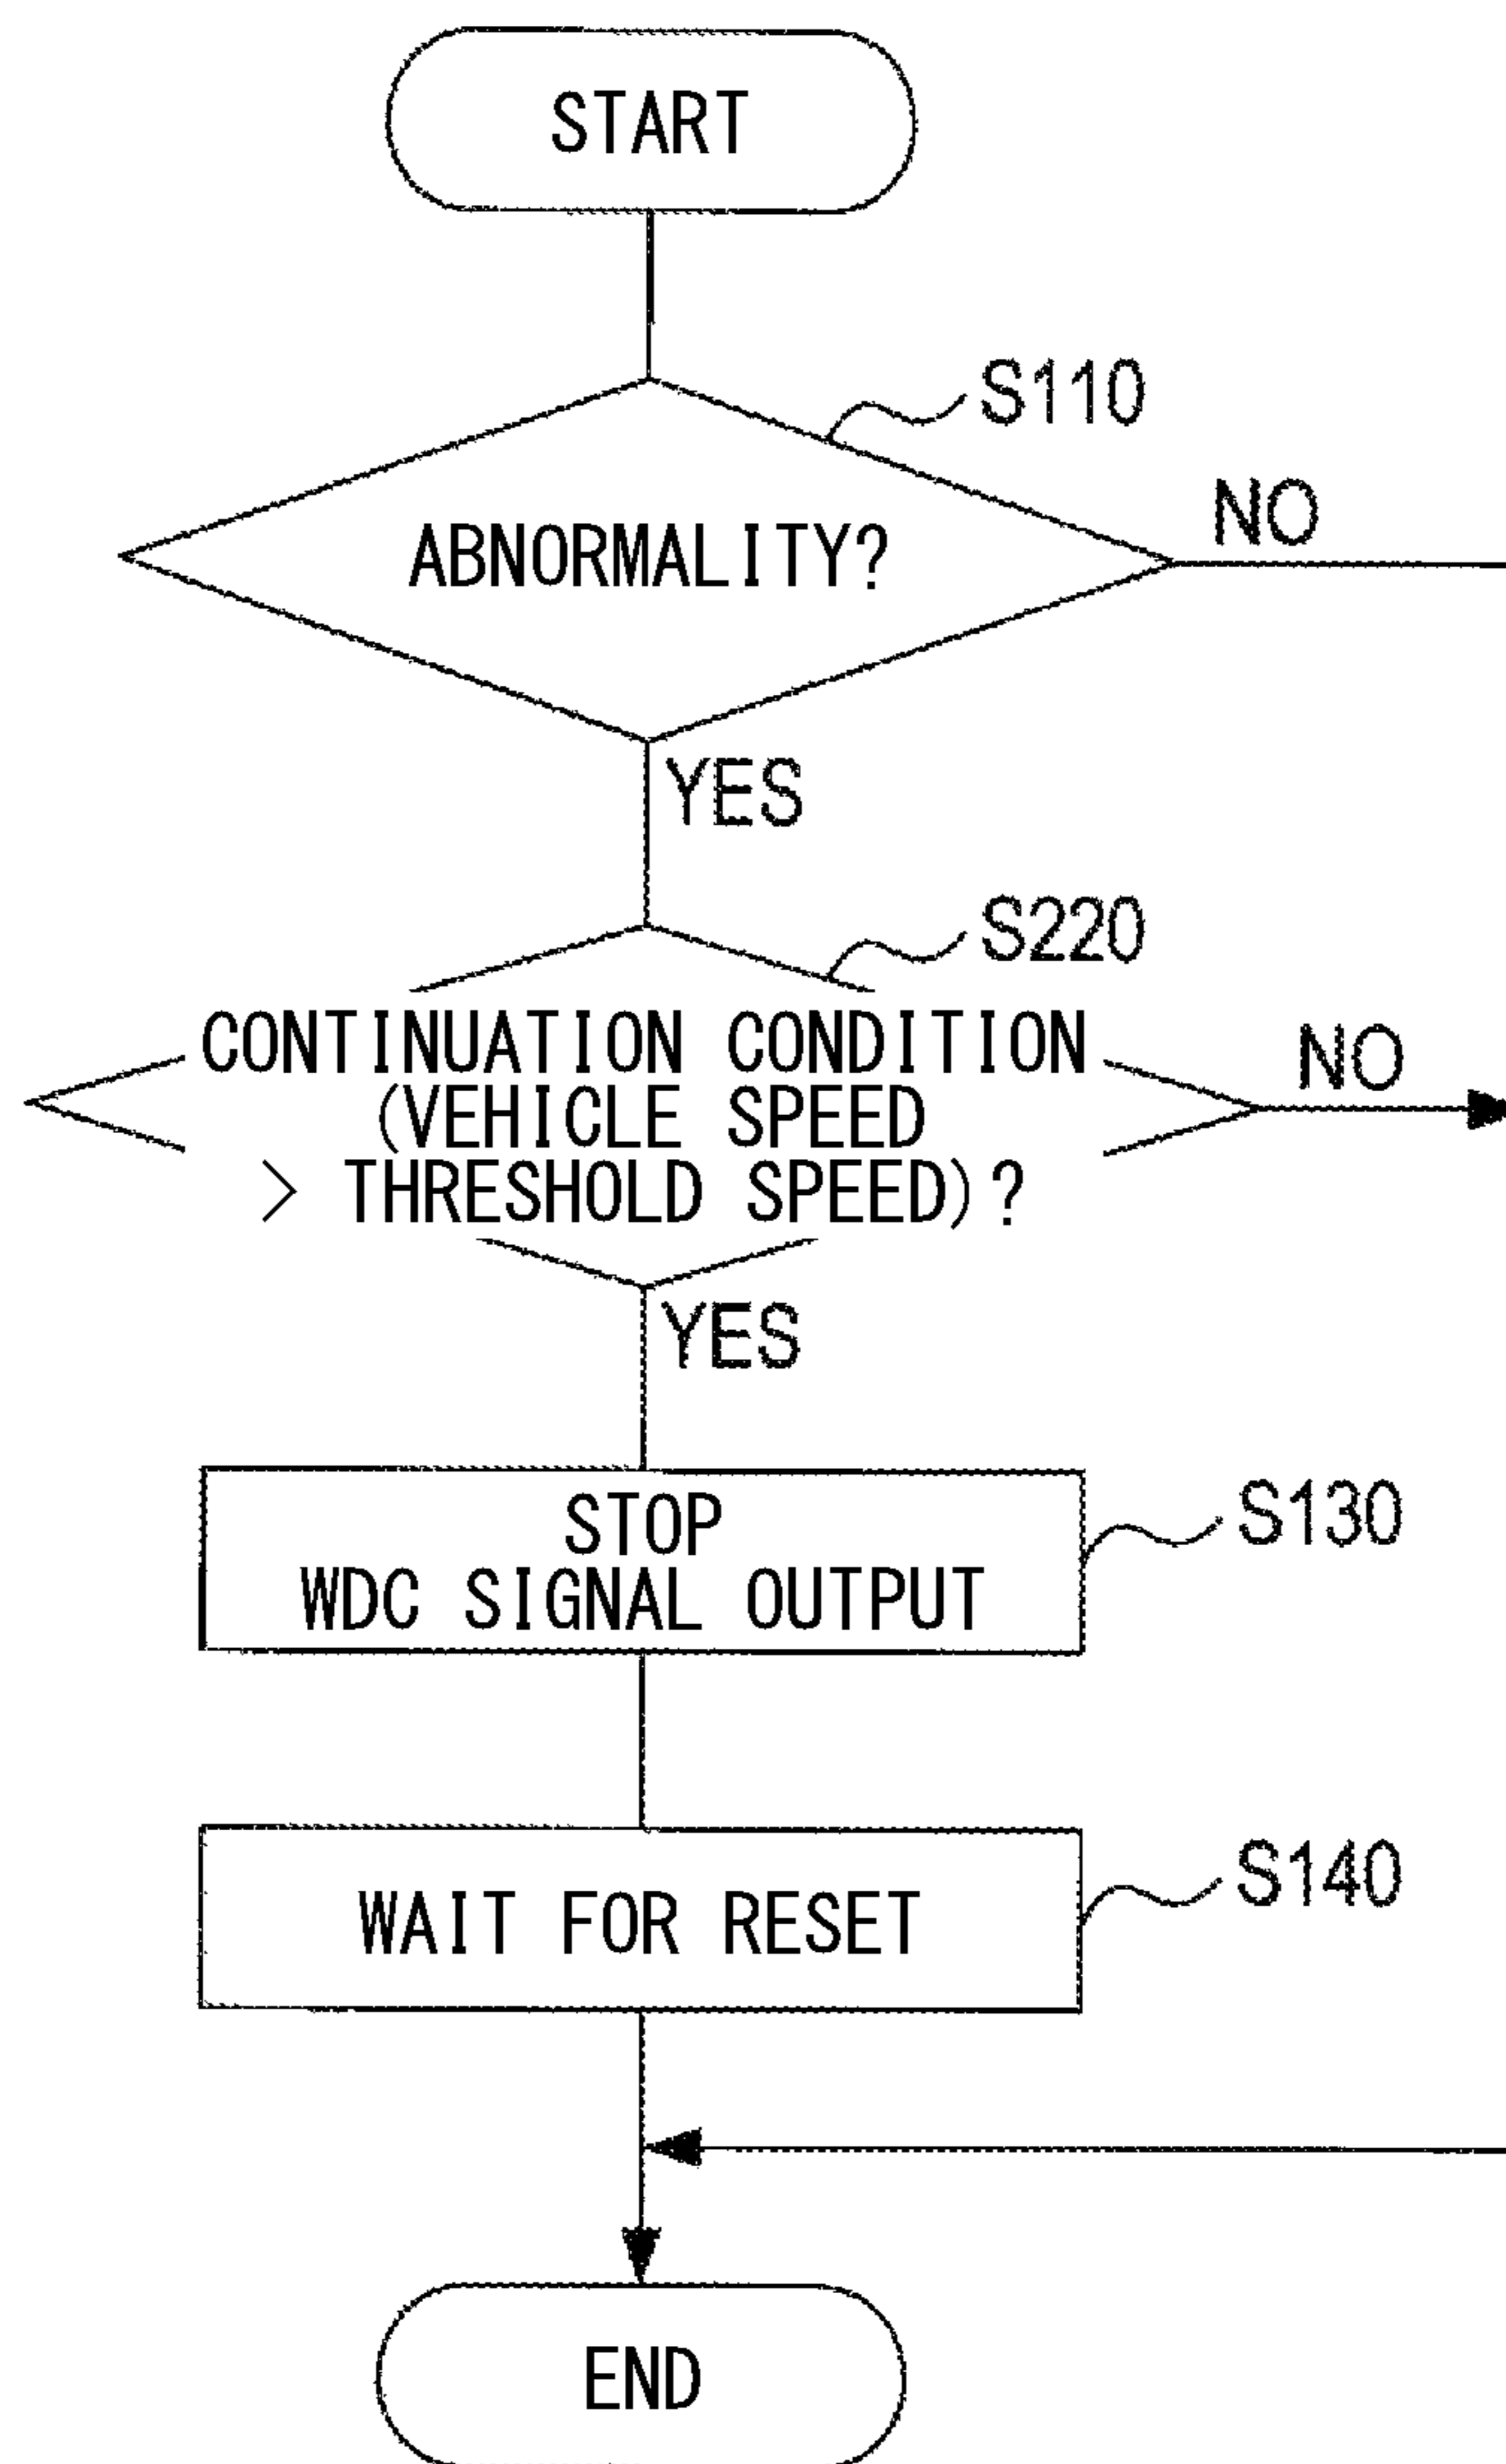 START
S110
ABNORMALITY?
NO
YES
S220
CONTINUATION CONDITION
(VEHICLE SPEED
> THRESHOLD SPEED)?
NO
YES
STOP
WDC SIGNAL OUTPUT
S130
WAIT FOR RESET
S140
END